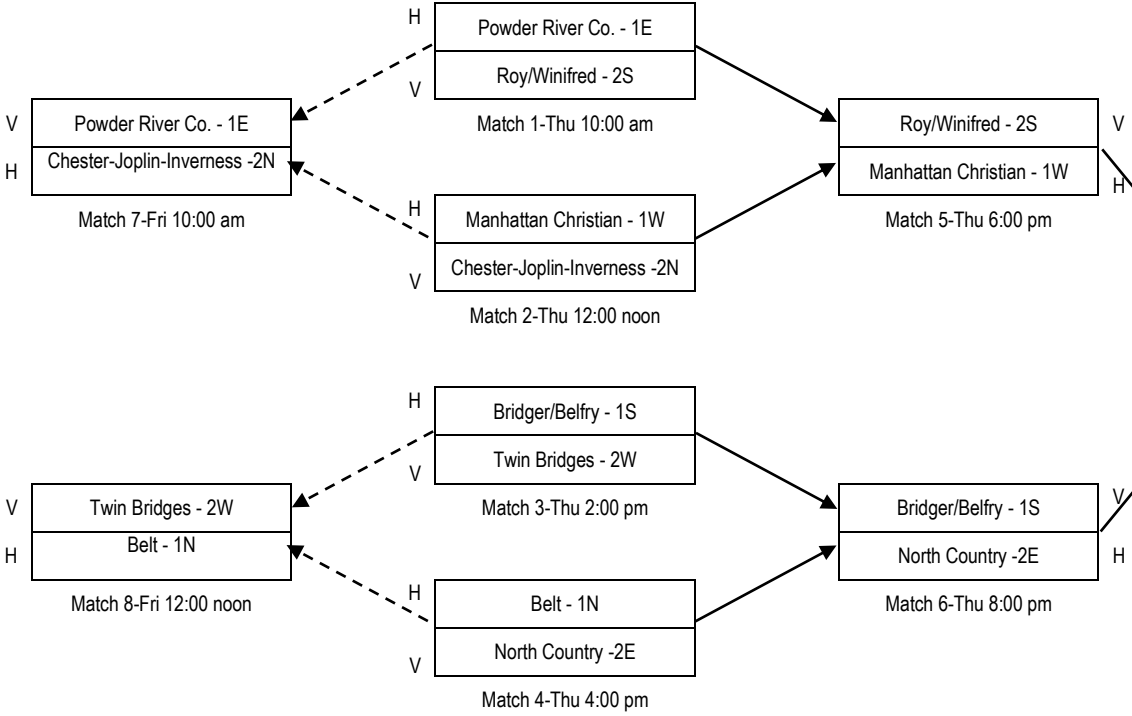 H
Powder River Co. - 1E
V
Roy/Winifred - 2S
Match 1-Thu 10:00 am
V
Powder River Co. - 1E
H
Chester-Joplin-Inverness -2N
Match 7-Fri 10:00 am
Roy/Winifred - 2S
V
Manhattan Christian - 1W
H
Match 5-Thu 6:00 pm
H
Manhattan Christian - 1W
V
Chester-Joplin-Inverness -2N
Match 2-Thu 12:00 noon
H
Bridger/Belfry - 1S
V
Twin Bridges - 2W
Match 3-Thu 2:00 pm
V
Twin Bridges - 2W
H
Belt - 1N
Match 8-Fri 12:00 noon
Bridger/Belfry - 1S
V
North Country -2E
H
Match 6-Thu 8:00 pm
H
Belt - 1N
V
North Country -2E
Match 4-Thu 4:00 pm